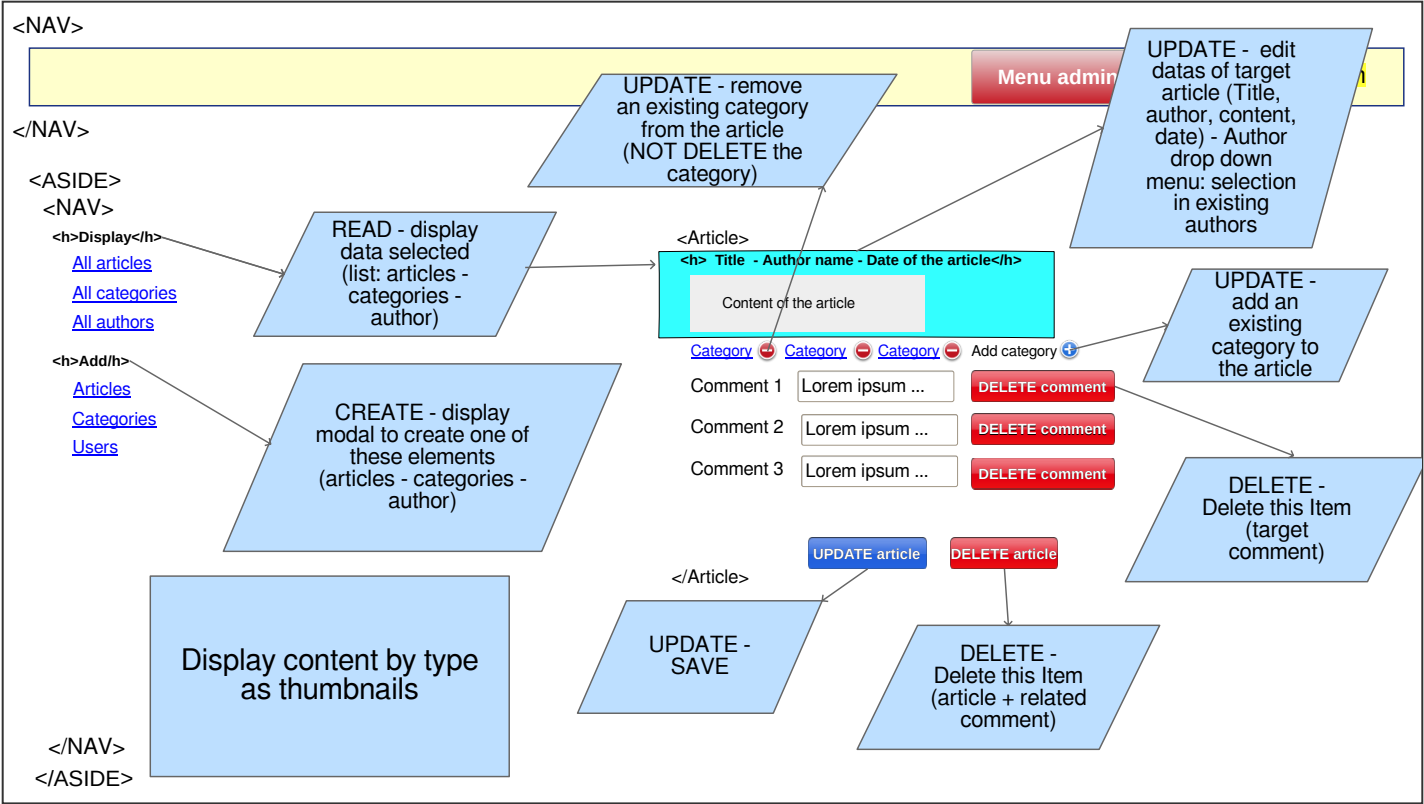 <NAV>
Menu admin
</NAV>
UPDATE - remove
an existing category
from the article
(NOT DELETE the
category)
UPDATE - edit
datas of target
article (Title,
author, content,
date) - Author
drop down
menu: selection
in existing
authors
<ASIDE>
<NAV>
<h>Display</h>
All articles
All categories
All authors
READ - display
data selected
(list: articles -
categories -
author)
<h>Add/h>
Articles
Categories
Users
CREATE - display
modal to create one of
these elements
(articles - categories -
author)
Display content by type
as thumbnails
</NAV>
</ASIDE>
<Article>
<h> Title - Author name - Date of the article</h>
Content of the article
Category Category Category Add category
Comment 1 Lorem ipsum ... DELETE comment
Comment 2 Lorem ipsum ... DELETE comment
Comment 3 Lorem ipsum ... DELETE comment
UPDATE article DELETE article
</Article>
UPDATE -
add an
existing
category to
the article
DELETE -
Delete this Item
(target
comment)
UPDATE -
SAVE
DELETE -
Delete this Item
(article + related
comment)